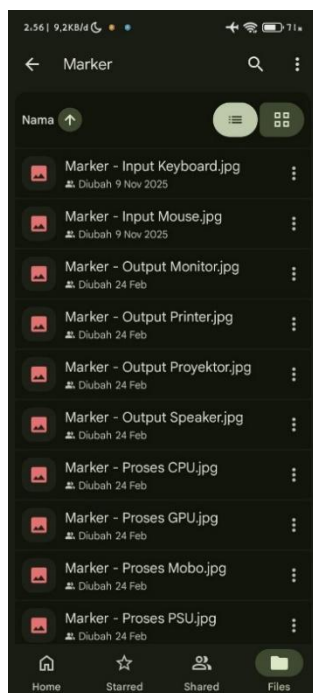 2.56 | 9,2KB/d
71
Marker
Nama
Marker - Input Keyboard.jpg
Diubah 9 Nov 2025
Marker - Input Mouse.jpg
Diubah 9 Nov 2025
Marker - Output Monitor.jpg
Diubah 24 Feb
Marker - Output Printer.jpg
Diubah 24 Feb
Marker - Output Proyektor.jpg
Diubah 24 Feb
Marker - Output Speaker.jpg
Diubah 24 Feb
Marker - Proses CPU.jpg
Diubah 24 Feb
Marker - Proses GPU.jpg
Diubah 24 Feb
Marker - Proses Mobo.jpg
Diubah 24 Feb
Marker - Proses PSU.jpg
Diubah 24 Feb
Home
Starred
Shared
Files